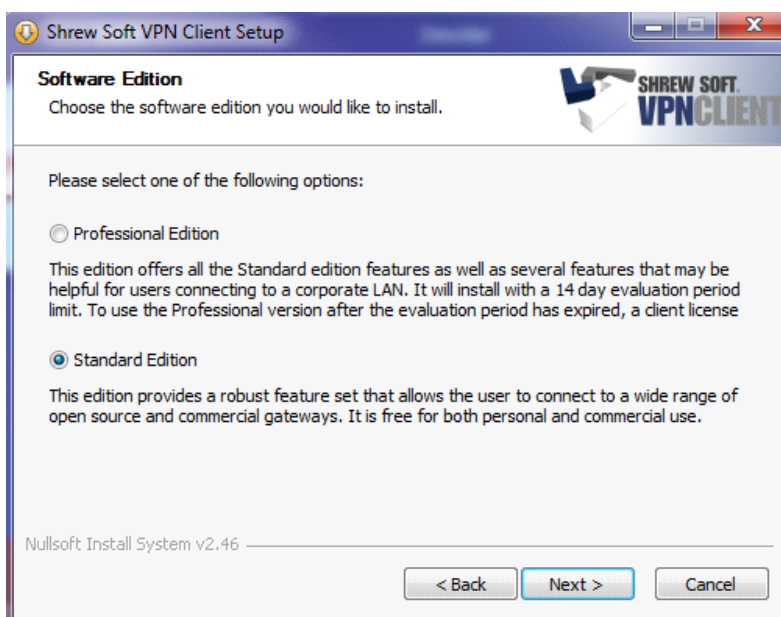 Shrew Soft VPN Client Setup
Software Edition
Choose the software edition you would like to install.
SHREW SOFT
VPNCLIENT
Please select one of the following options:
Professional Edition
This edition offers all the Standard edition features as well as several features that may be
helpful for users connecting to a corporate LAN. It will install with a 14 day evaluation period
limit. To use the Professional version after the evaluation period has expired, a client license
Standard Edition
This edition provides a robust feature set that allows the user to connect to a wide range of
open source and commercial gateways. It is free for both personal and commercial use.
Nullsoft Install System v2.46
< Back
Next >
Cancel